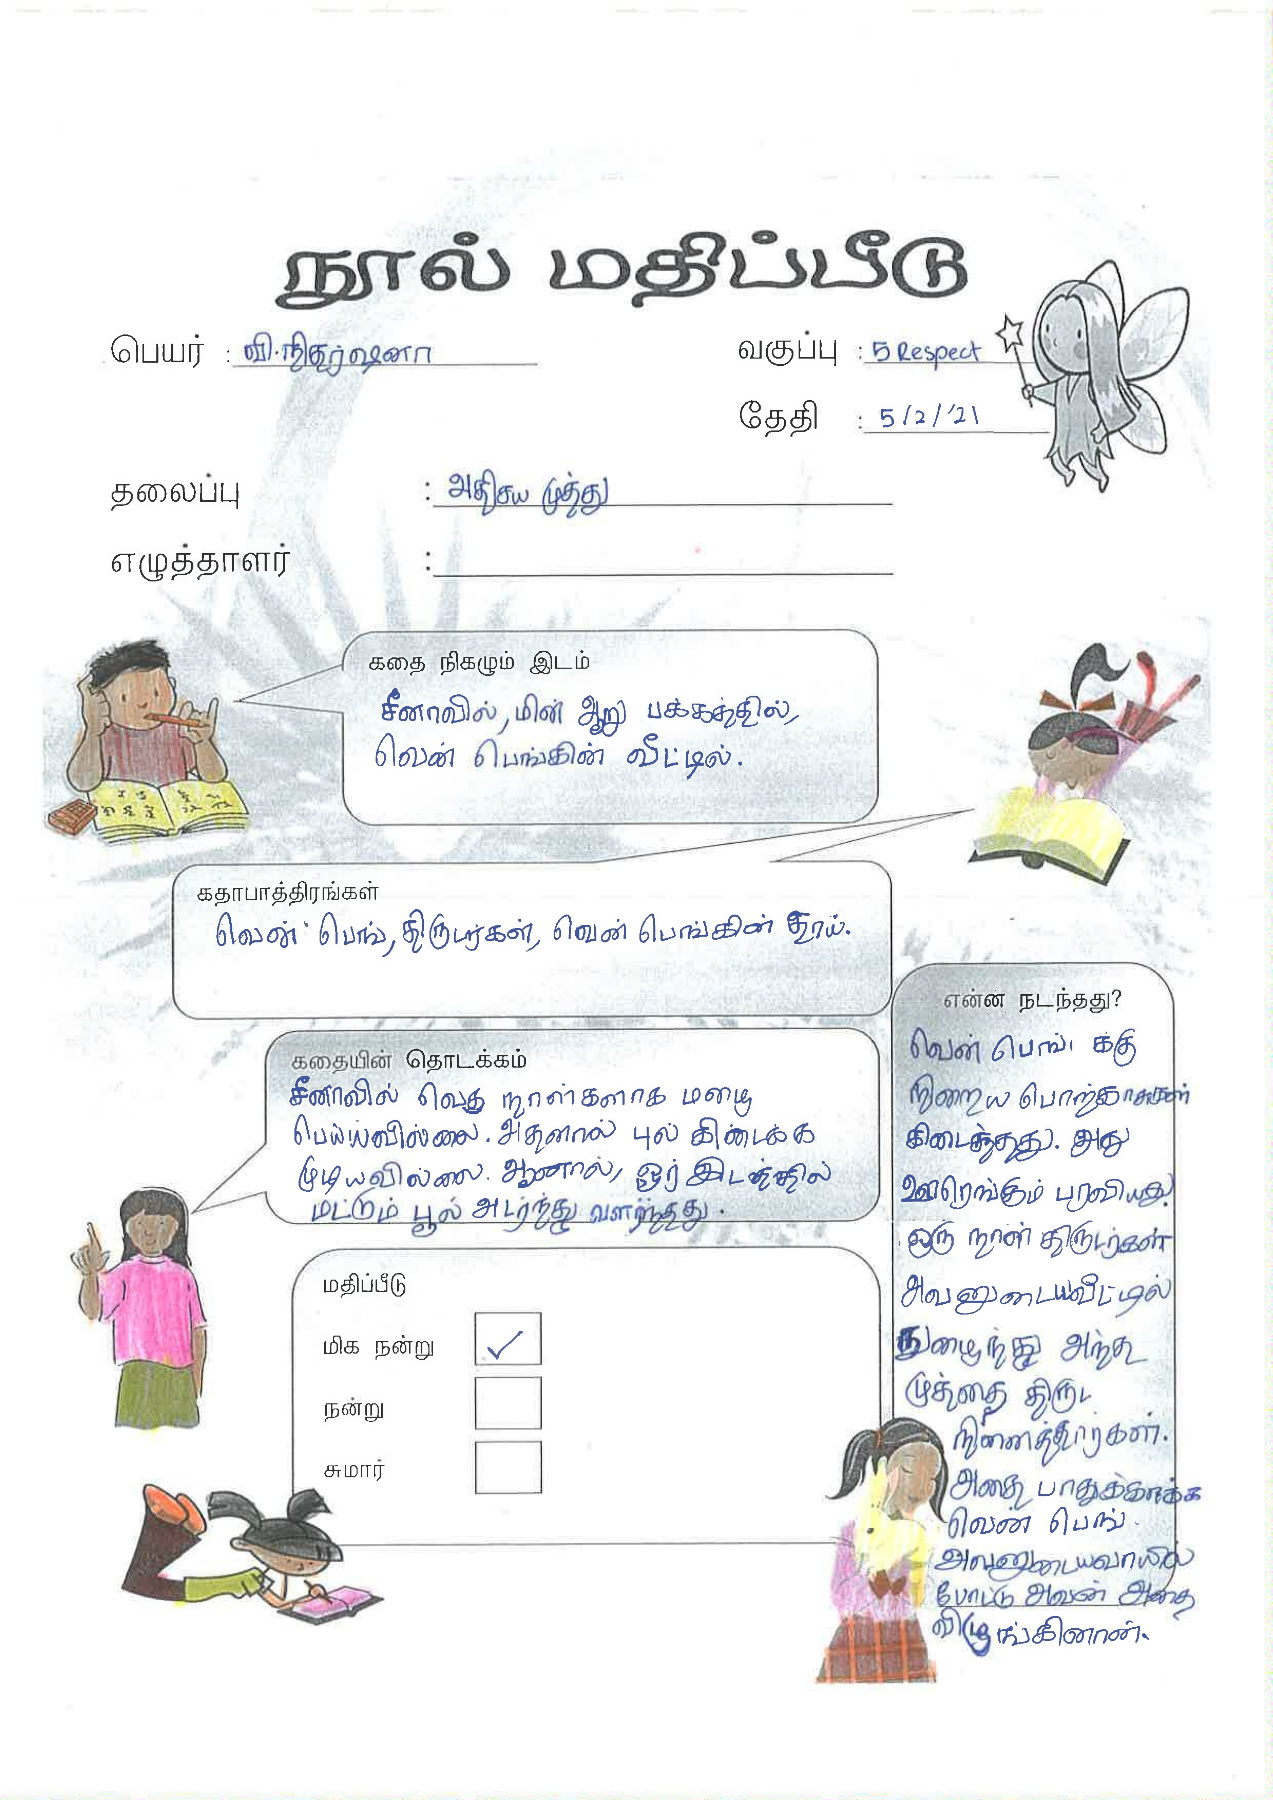 நூல் மதிப்பீடு
பெயர் : வி.நிதர்ஷனா
வகுப்பு : 5 Respect
தேதி : 5/2/'21
தலைப்பு : அதிசய முத்து
எழுத்தாளர் :
கதை நிகழும் இடம்
சீனாவில், மின் ஆறு பக்கத்தில்,
வென் பெங்கின் வீட்டில்.
கதாபாத்திரங்கள்
வென் பெங், திருடர்கள், வென் பெங்கின் தாய்.
கதையின் தொடக்கம்
சீனாவில் வெகு நாள்களாக மழை
பெய்யவில்லை. அதனால் புல் கிடைக்க
முடியவில்லை. ஆனால், ஓர் இடத்தில்
மட்டும் பூல் அடர்ந்து வளர்ந்தது.
மதிப்பீடு
மிக நன்று ✓
நன்று
சுமார்
என்ன நடந்தது?
வென் பெங் க்கு
நிறைய பொற்காசுகள்
கிடைத்தது. அது
ஊரெங்கும் பரவியது.
ஒரு நாள் திருடர்கள்
அவனுடையவீட்டில்
நுழைந்து அந்த
முத்தை திருட
நினைத்தார்கள்.
அதை பாதுக்காக்க
வென் பெங்
அவனுடையவாயில்
போட்டு அவன் அதை
விழுங்கினான்.